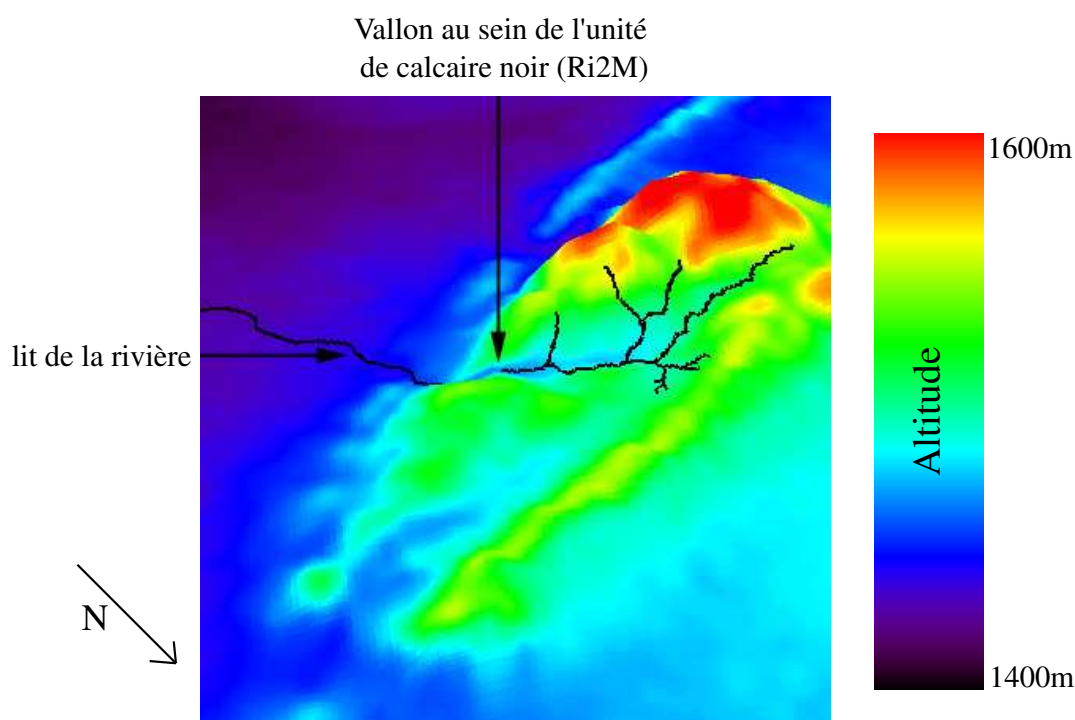 Vallon au sein de l'unité
de calcaire noir (Ri2M)
1600m
lit de la rivière
Altitude
N
1400m